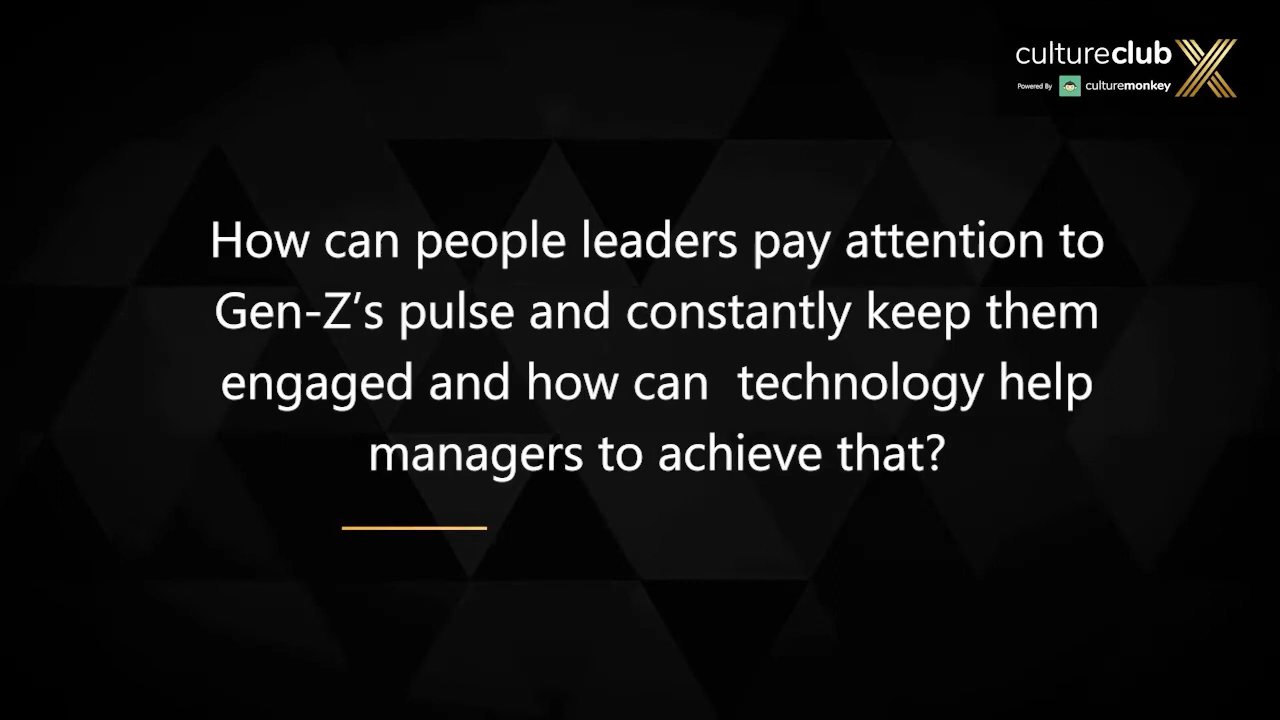 cultureclub X
Powered By culturemonkey
How can people leaders pay attention to
Gen-Z's pulse and constantly keep them
engaged and how can  technology help
managers to achieve that?